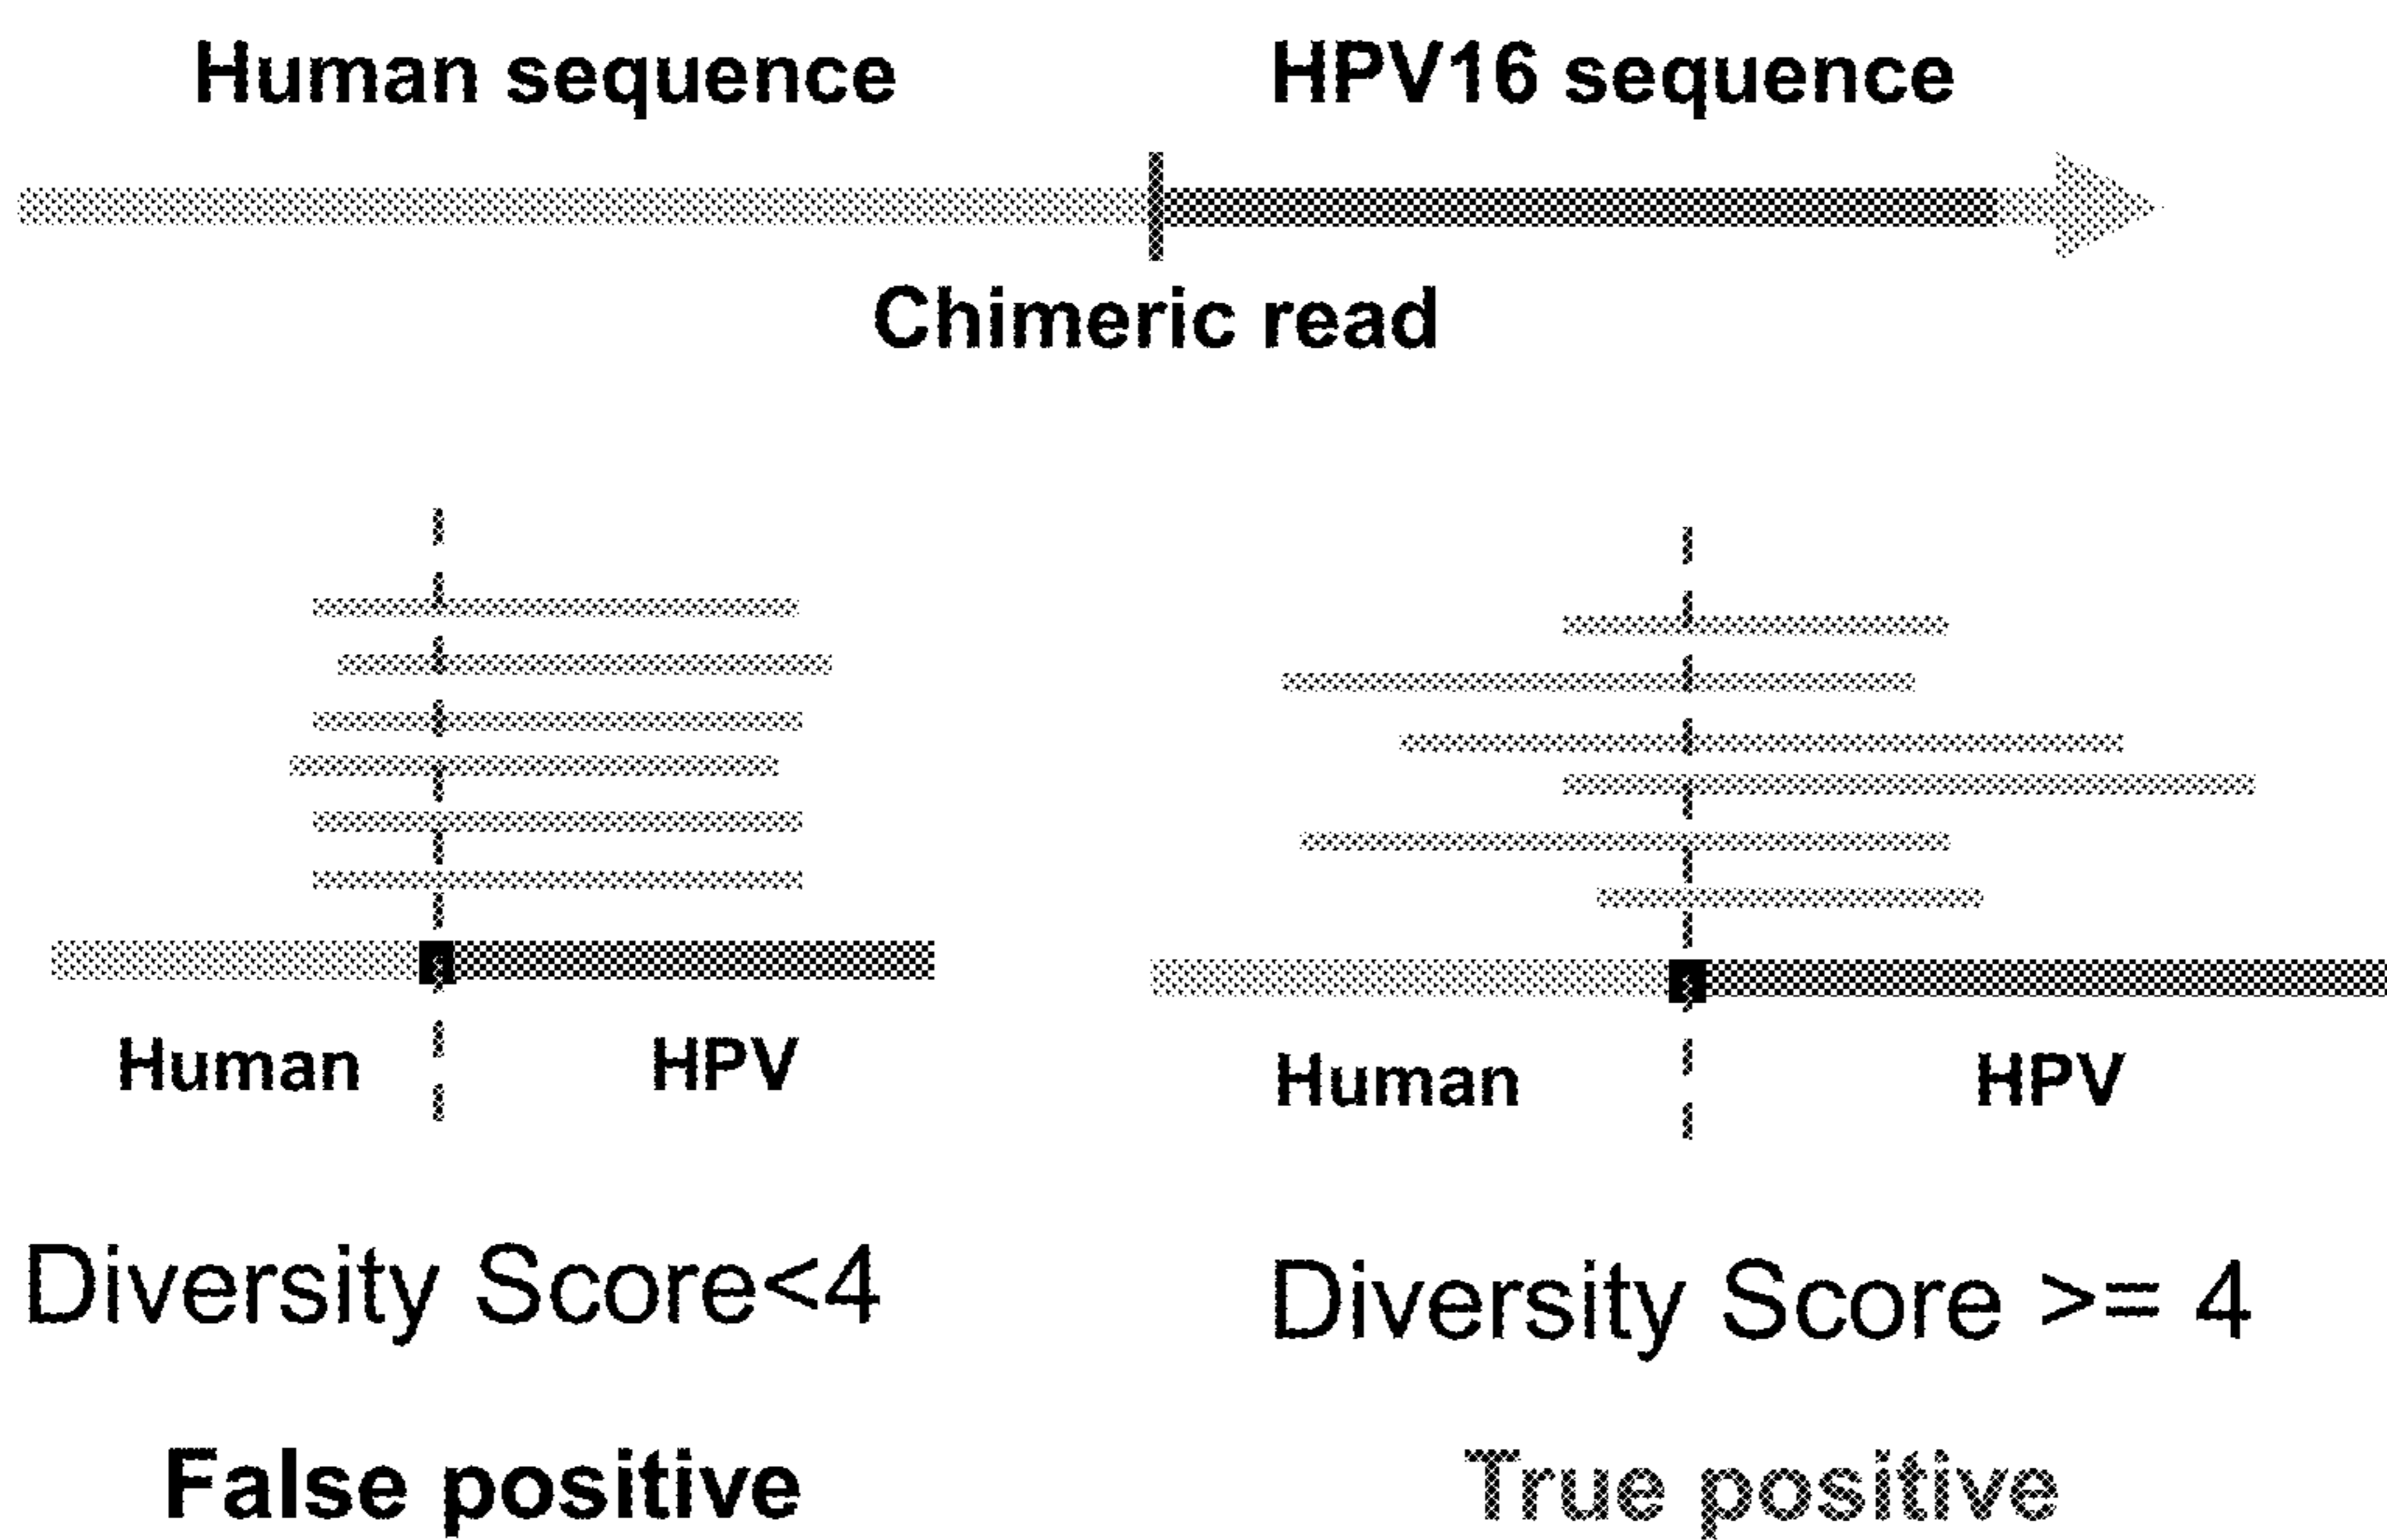 Human sequence
HPV16 sequence
Chimeric read
Human
HPV
Human
HPV
Diversity Score<4
Diversity Score >= 4
False positive
True positive